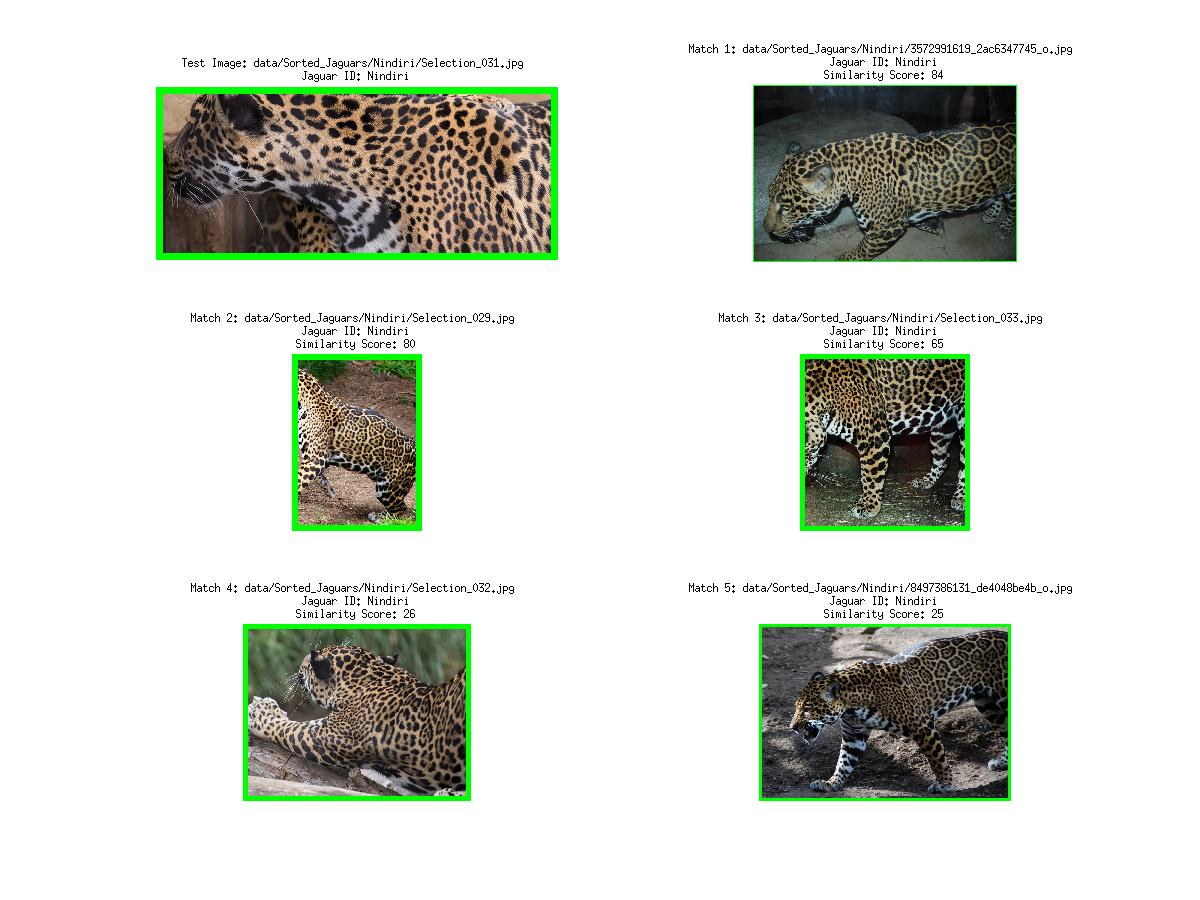 Test Image: data/Sorted_Jaguars/Nindiri/Selection_031.jpg
Jaguar ID: Nindiri
Match 1: data/Sorted_Jaguars/Nindiri/3572991619_2ac6347745_o.jpg
Jaguar ID: Nindiri
Similarity Score: 84
Match 2: data/Sorted_Jaguars/Nindiri/Selection_029.jpg
Jaguar ID: Nindiri
Similarity Score: 80
Match 3: data/Sorted_Jaguars/Nindiri/Selection_033.jpg
Jaguar ID: Nindiri
Similarity Score: 65
Match 4: data/Sorted_Jaguars/Nindiri/Selection_032.jpg
Jaguar ID: Nindiri
Similarity Score: 26
Match 5: data/Sorted_Jaguars/Nindiri/8497386131_de4048be4b_o.jpg
Jaguar ID: Nindiri
Similarity Score: 25